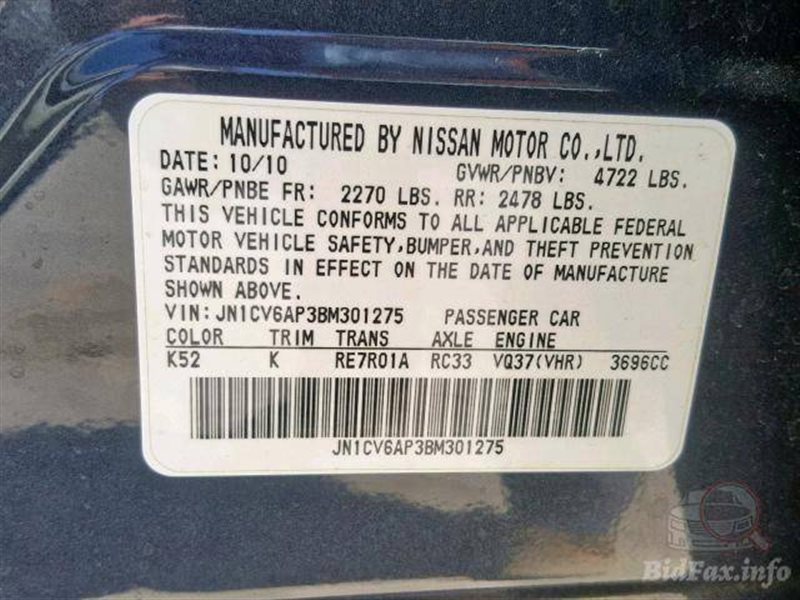 MANUFACTURED BY NISSAN MOTOR CO.,LTD.
DATE: 10/10 GVWR/PNBV: 4722 LBS.
GAWR/PNBE FR: 2270 LBS. RR: 2478 LBS.
THIS VEHICLE CONFORMS TO ALL APPLICABLE FEDERAL
MOTOR VEHICLE SAFETY,BUMPER,AND THEFT PREVENTION
STANDARDS IN EFFECT ON THE DATE OF MANUFACTURE
SHOWN ABOVE.
VIN: JN1CV6AP3BM301275 PASSENGER CAR
COLOR TRIM TRANS AXLE ENGINE
K52 K RE7R01A RC33 VQ37(VHR) 3696CC
JN1CV6AP3BM301275
BidFax.info